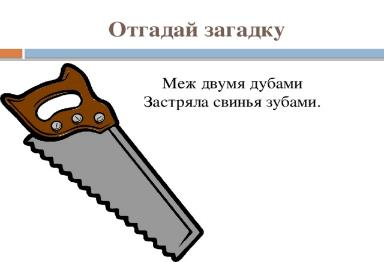 Отгадай загадку
Меж двумя дубами
Застряла свинья зубами.